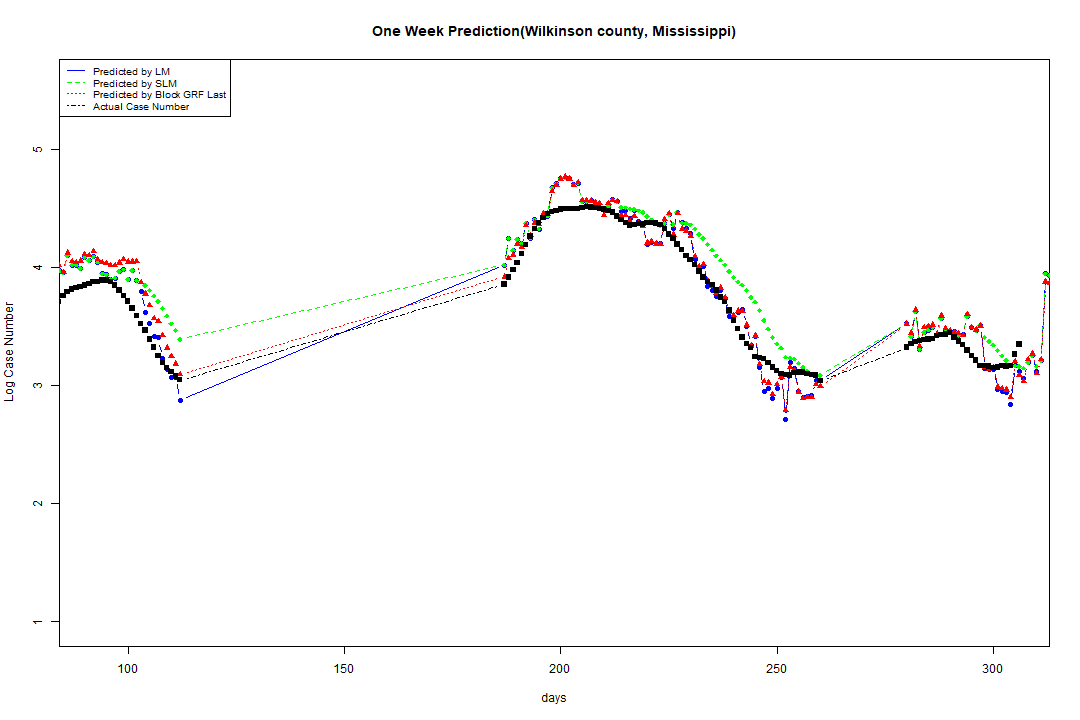 One Week Prediction(Wilkinson county, Mississippi)
Predicted by LM
Predicted by SLM
Predicted by Block GRF Last
Actual Case Number
5
4
3
2
1
Log Case Number
100 150 200 250 300
days